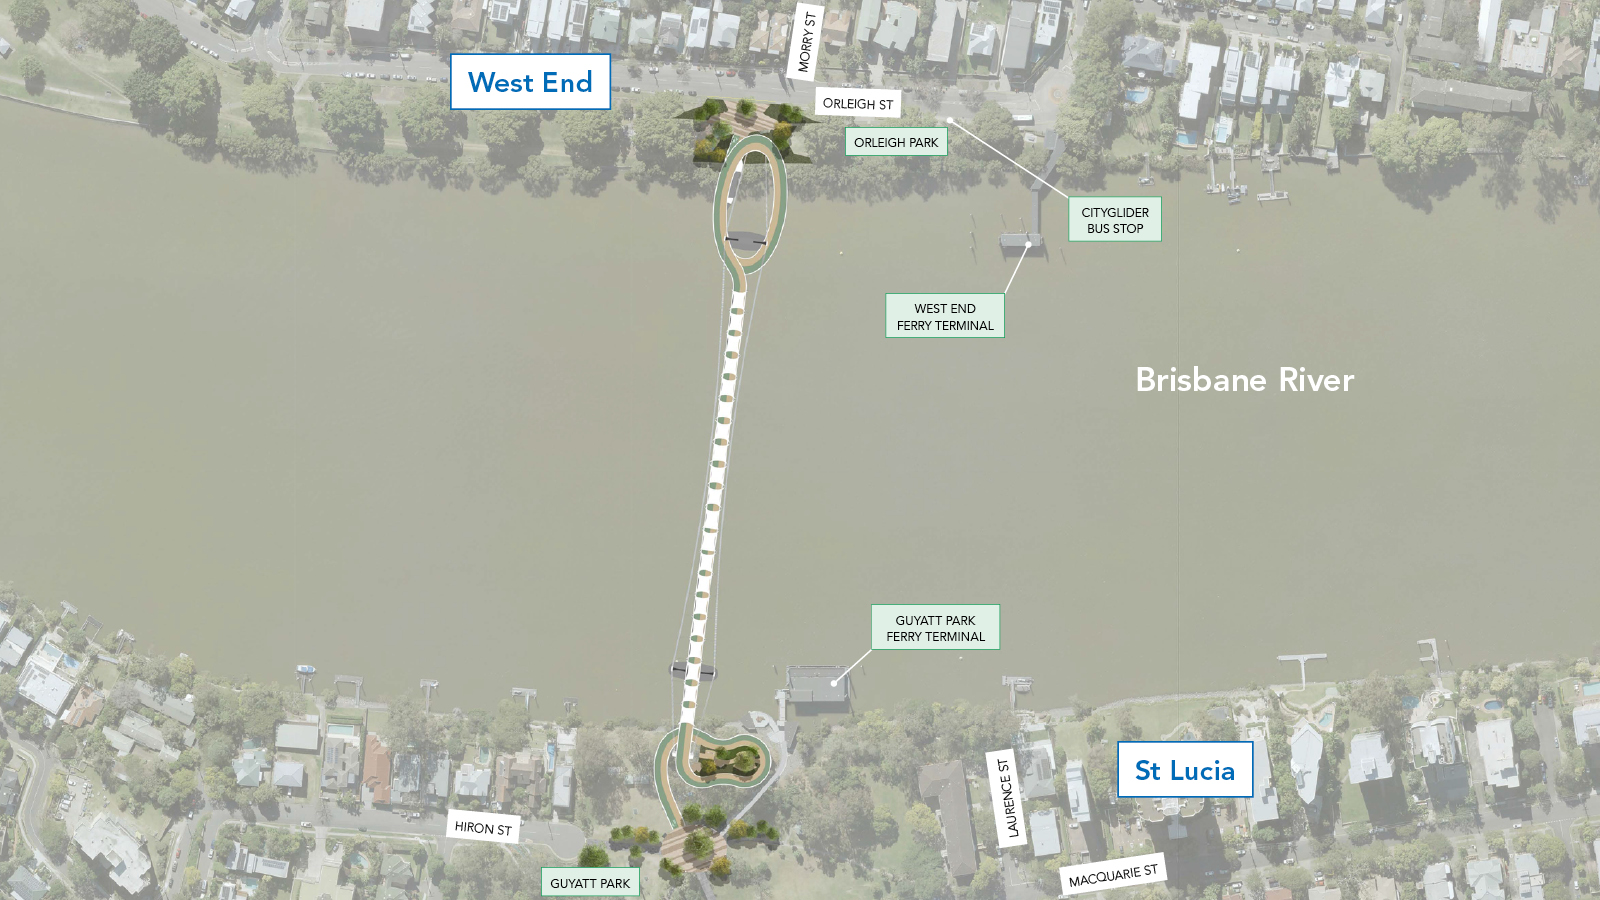 MORRY ST
West End
ORLEIGH ST
ORLEIGH PARK
CITYGLIDER
BUS STOP
WEST END
FERRY TERMINAL
Brisbane River
GUYATT PARK
FERRY TERMINAL
St Lucia
LAURENCE ST
HIRON ST
MACQUARIE ST
GUYATT PARK